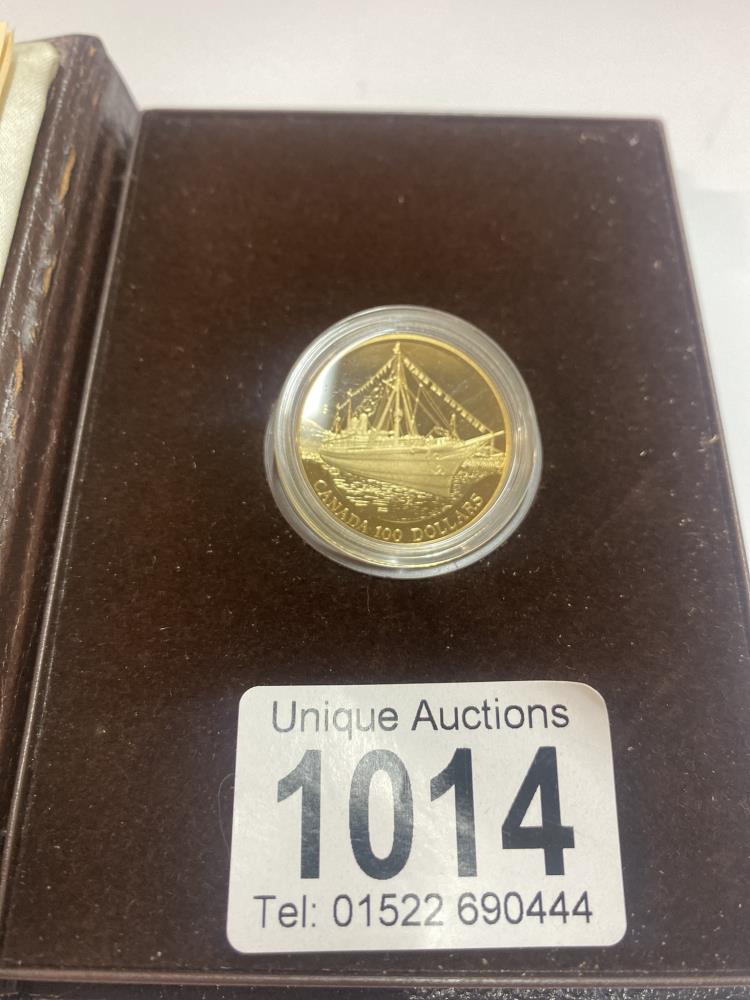 CANADA 100 DOLLARS
Unique Auctions
1014
Tel: 01522 690444